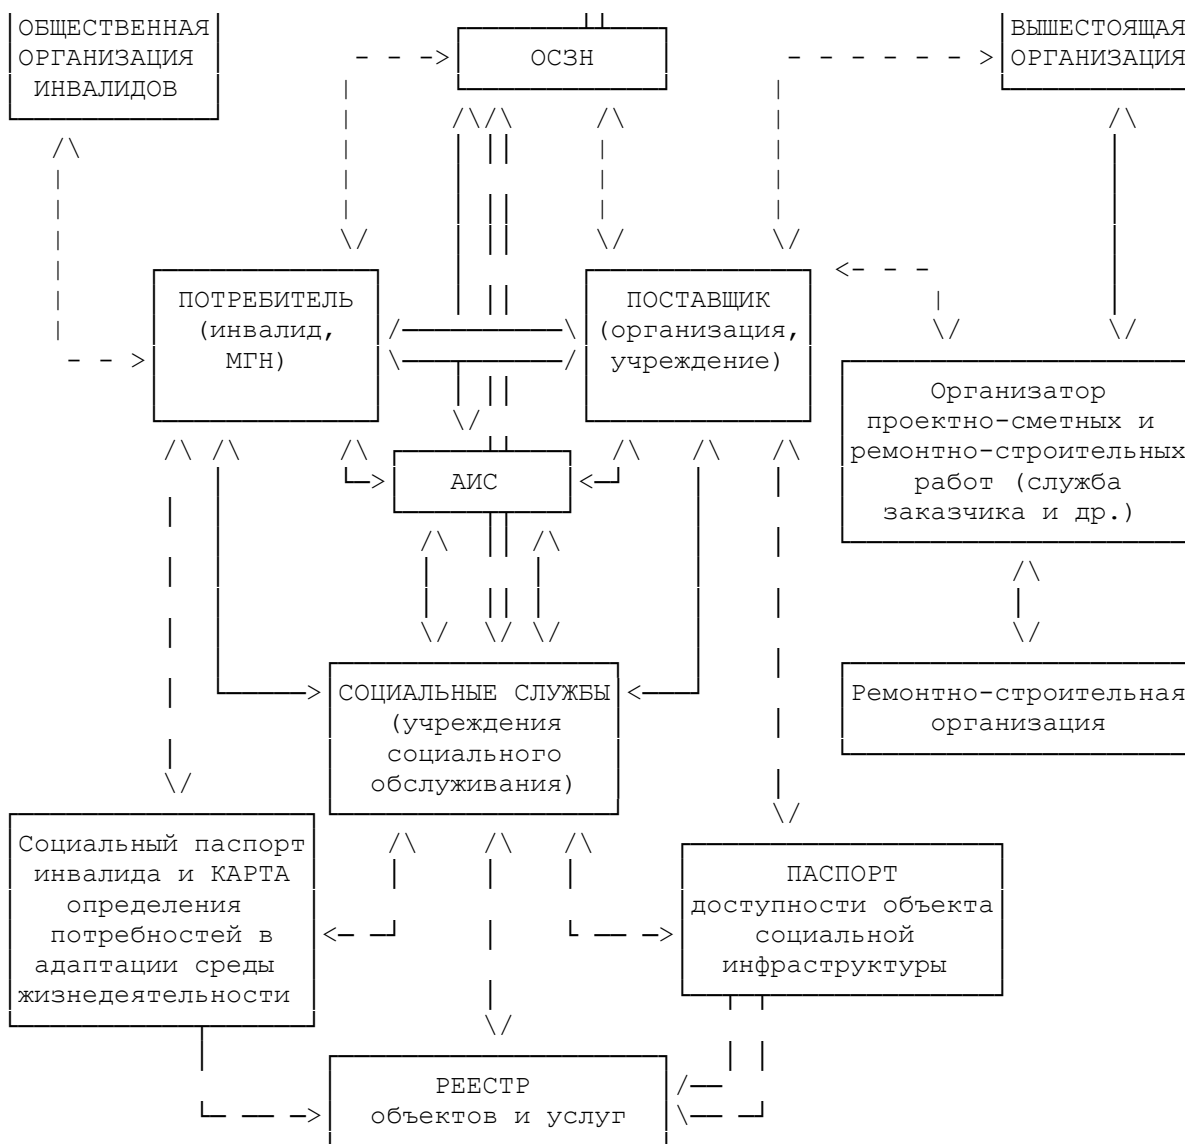 ОБЩЕСТВЕННАЯ
ОРГАНИЗАЦИЯ
ИНВАЛИДОВ
ОСЗН
ВЫШЕСТОЯЩАЯ
ОРГАНИЗАЦИЯ
ПОТРЕБИТЕЛЬ
(инвалид,
МГН)
ПОСТАВЩИК
(организация,
учреждение)
Организатор
проектно-сметных и
ремонтно-строительных
работ (служба
заказчика и др.)
АИС
СОЦИАЛЬНЫЕ СЛУЖБЫ
(учреждения
социального
обслуживания)
Ремонтно-строительная
организация
Социальный паспорт
инвалида и КАРТА
определения
потребностей в
адаптации среды
жизнедеятельности
ПАСПОРТ
доступности объекта
социальной
инфраструктуры
РЕЕСТР
объектов и услуг